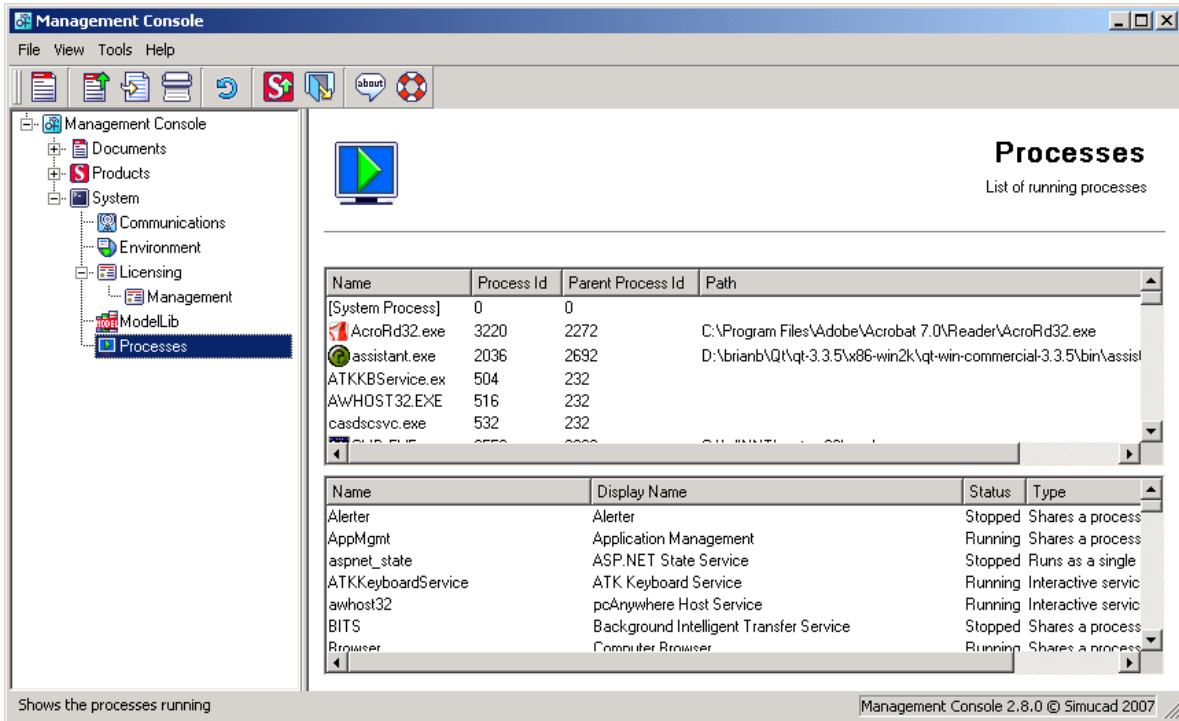 Management Console
File View Tools Help
about
Management Console
Documents
Products
System
Communications
Environment
Licensing
Management
ModelLib
Processes
Processes
List of running processes
Name Process Id Parent Process Id Path
[System Process] 0 0
AcroRd32.exe 3220 2272 C:\Program Files\Adobe\Acrobat 7.0\Reader\AcroRd32.exe
assistant.exe 2036 2692 D:\brianb\Qt\qt-3.3.5\x86-win2k\qt-win-commercial-3.3.5\bin\assist
ATKKBService.ex 504 232
AWHOST32.EXE 516 232
casdscsvc.exe 532 232
Name Display Name Status Type
Alerter Alerter Stopped Shares a process
AppMgmt Application Management Running Shares a process
aspnet_state ASP.NET State Service Stopped Runs as a single
ATKKeyboardService ATK Keyboard Service Running Interactive servic
awhost32 pcAnywhere Host Service Running Interactive servic
BITS Background Intelligent Transfer Service Stopped Shares a process
Browser Computer Browser Running Shares a process
Shows the processes running
Management Console 2.8.0 © Simucad 2007